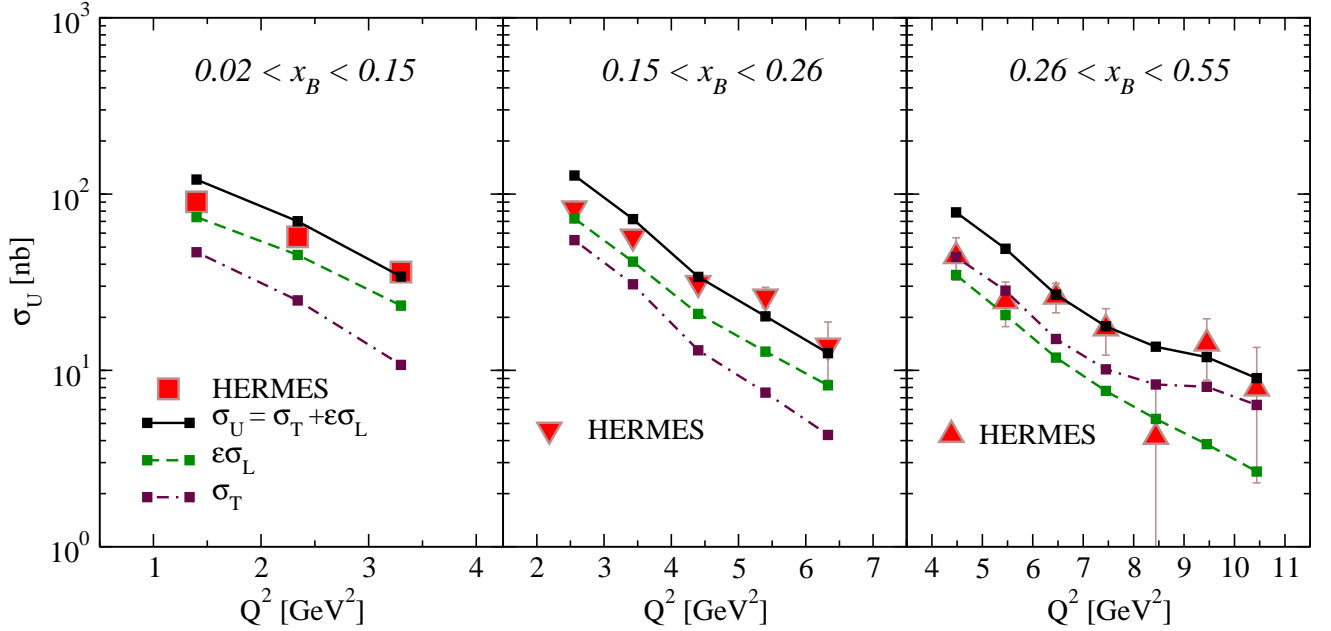 10³
10²
10¹
10⁰
σ_U [nb]
0.02 < x_B < 0.15
HERMES
σ_U = σ_T + εσ_L
εσ_L
σ_T
1 2 3 4
Q² [GeV²]
0.15 < x_B < 0.26
HERMES
2 3 4 5 6 7
Q² [GeV²]
0.26 < x_B < 0.55
HERMES
4 5 6 7 8 9 10 11
Q² [GeV²]